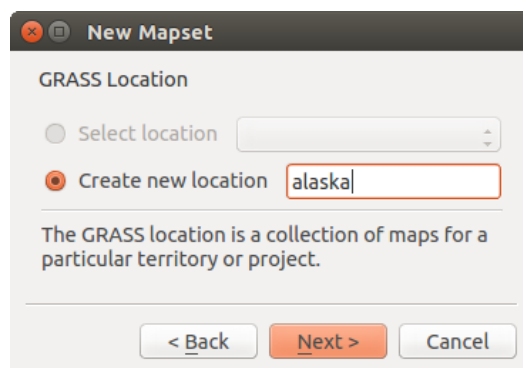 New Mapset
GRASS Location
Select location
Create new location alaska
The GRASS location is a collection of maps for a
particular territory or project.
< Back Next > Cancel